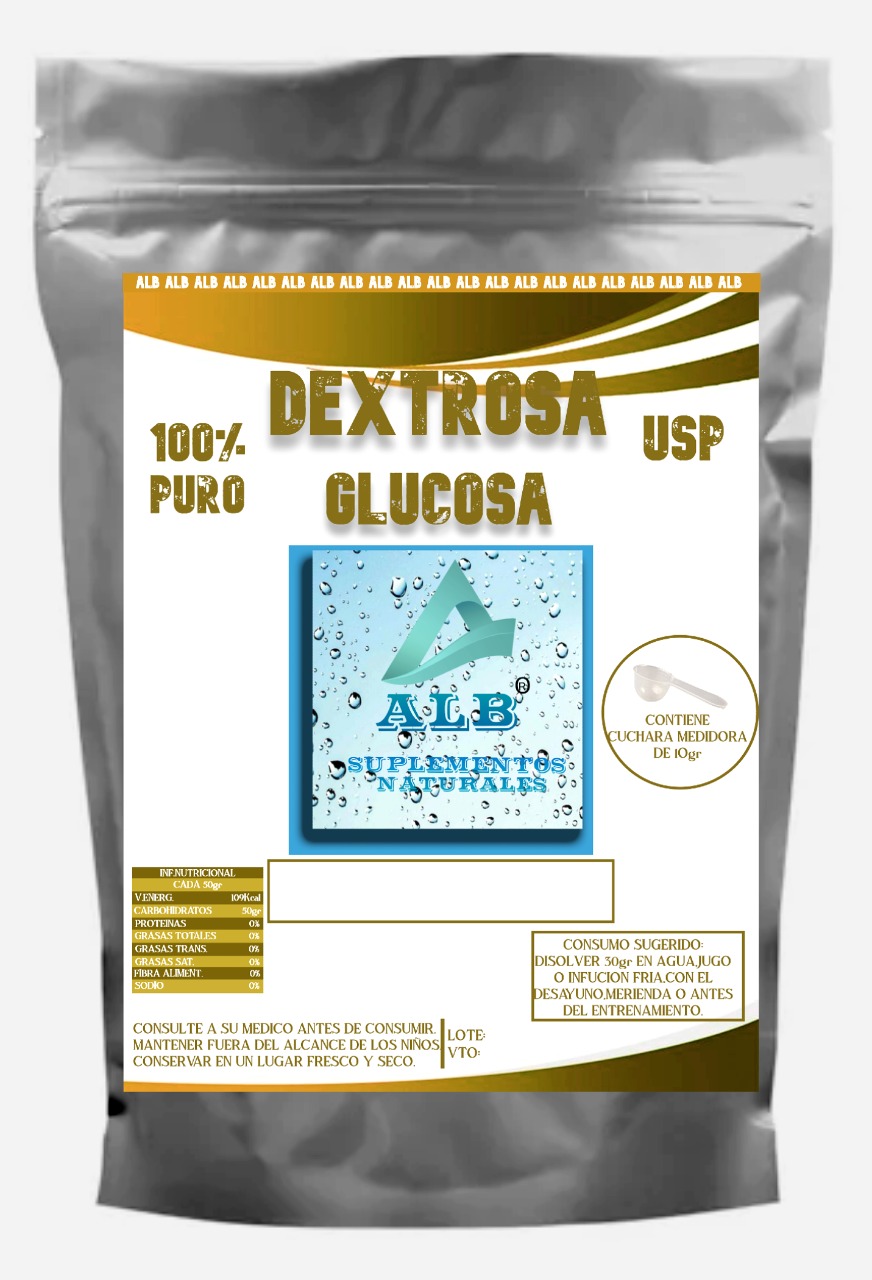 ALB ALB ALB ALB ALB ALB ALB ALB ALB ALB ALB ALB ALB ALB ALB ALB ALB ALB ALB ALB ALB
DEXTROSA
100%
PURO
USP
GLUCOSA
ALB®
SUPLEMENTOS
NATURALES
CONTIENE
CUCHARA MEDIDORA
DE 10gr
INF.NUTRICIONAL
CADA 50gr
V.ENERG. 109Kcal
CARBOHIDRATOS 50gr
PROTEINAS 0%
GRASAS TOTALES 0%
GRASAS TRANS. 0%
GRASAS SAT. 0%
FIBRA ALIMENT. 0%
SODIO 0%
CONSUMO SUGERIDO:
DISOLVER 30gr EN AGUA,JUGO
O INFUCION FRIA,CON EL
DESAYUNO,MERIENDA O ANTES
DEL ENTRENAMIENTO.
CONSULTE A SU MEDICO ANTES DE CONSUMIR.
MANTENER FUERA DEL ALCANCE DE LOS NIÑOS
CONSERVAR EN UN LUGAR FRESCO Y SECO.
LOTE:
VTO: